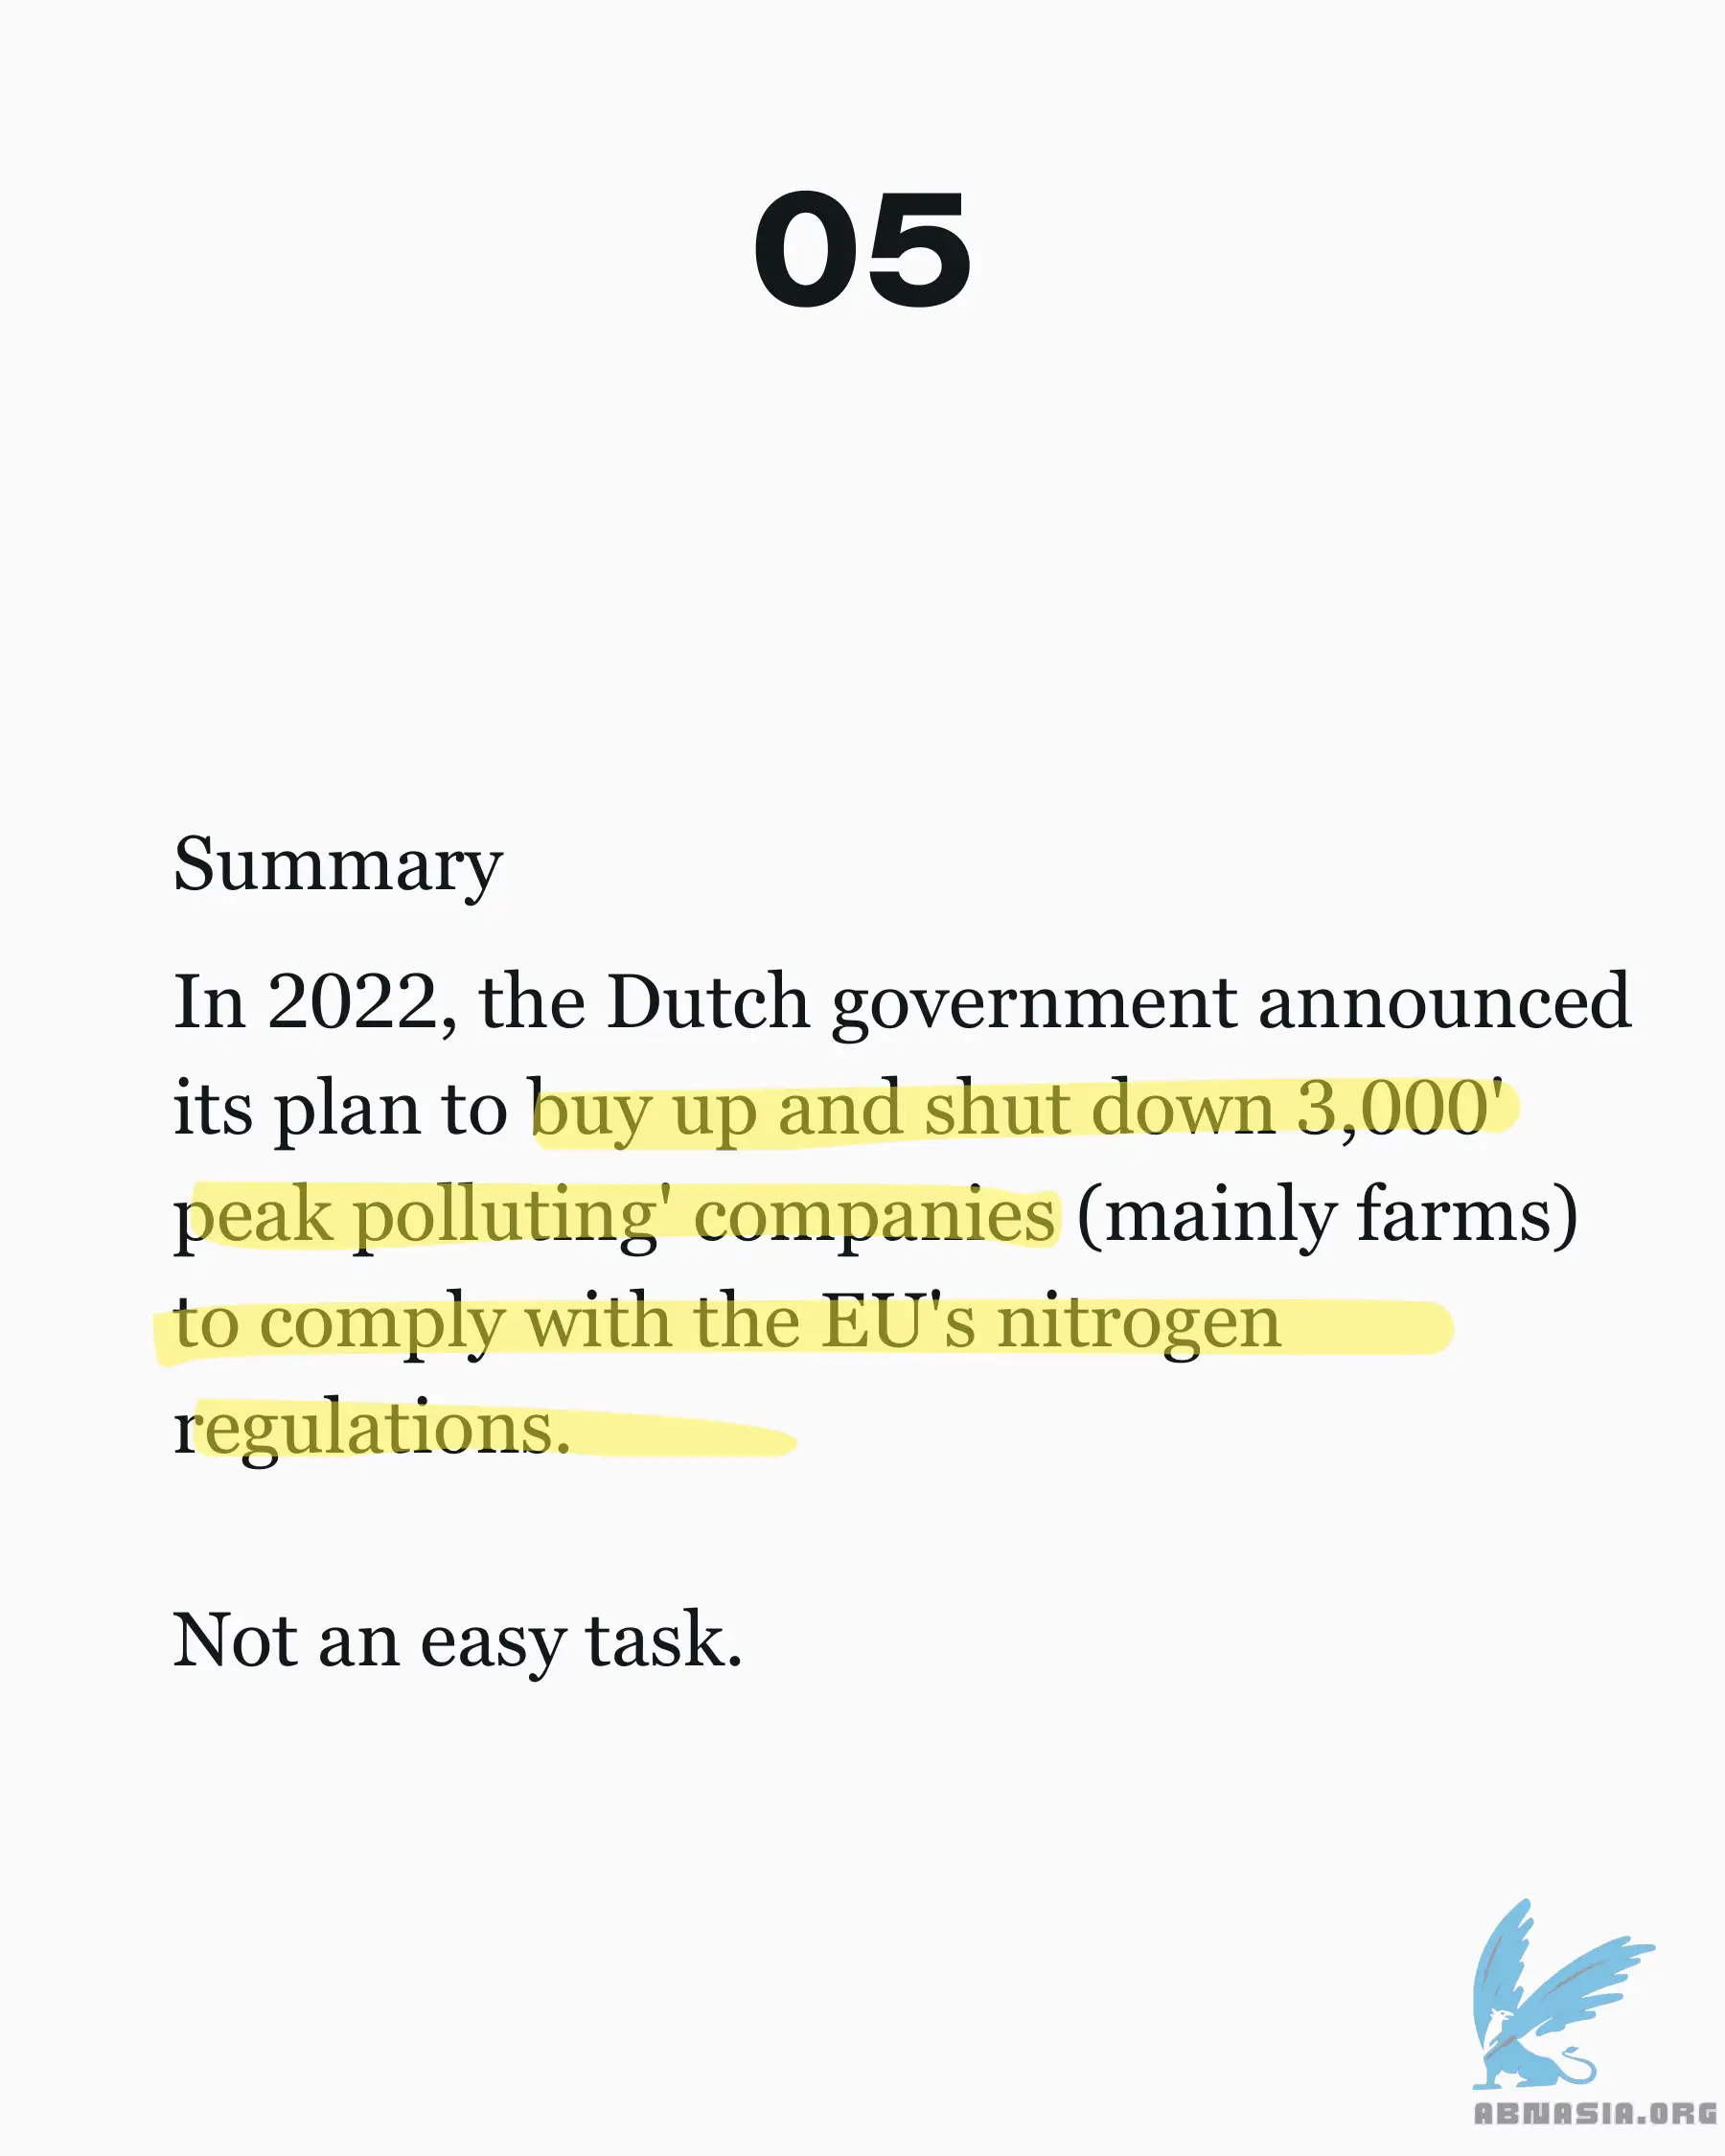 05
Summary
In 2022, the Dutch government announced
its plan to buy up and shut down 3,000'
peak polluting' companies (mainly farms)
to comply with the EU's nitrogen
regulations.
Not an easy task.
ABNASIA.ORG